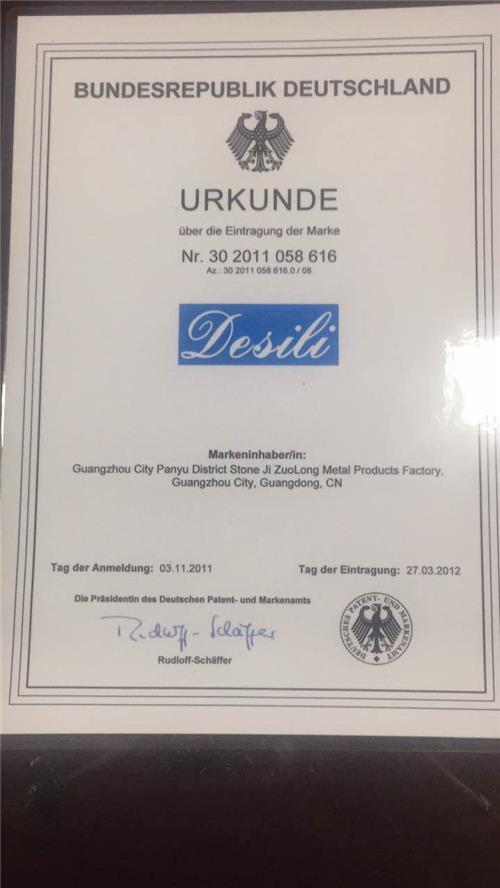 BUNDESREPUBLIK DEUTSCHLAND
URKUNDE
über die Eintragung der Marke
Nr. 30 2011 058 616
Az.: 30 2011 058 616.0 / 08
Desili
Markeninhaber/in:
Guangzhou City Panyu District Stone Ji ZuoLong Metal Products Factory,
Guangzhou City, Guangdong, CN
Tag der Anmeldung: 03.11.2011 Tag der Eintragung: 27.03.2012
Die Präsidentin des Deutschen Patent- und Markenamts
Rudloff-Schäffer
Rudloff-Schäffer
DEUTSCHES PATENT- UND MARKENAMT